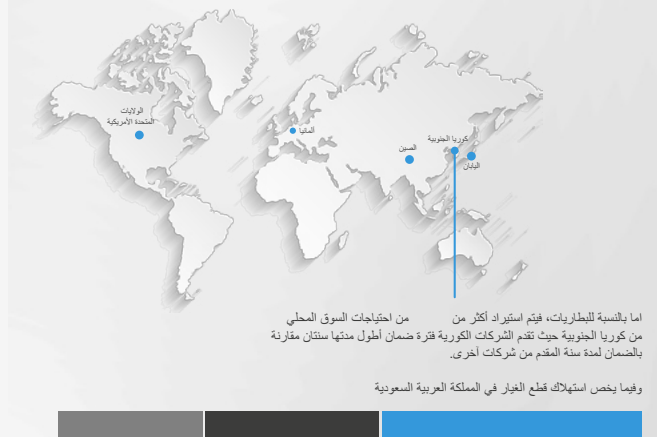 الولايات
المتحدة الأمريكية
ألمانيا
الصين
كوريا الجنوبية
اليابان
اما بالنسبة للبطاريات، فيتم استيراد أكثر من من احتياجات السوق المحلي
من كوريا الجنوبية حيث تقدم الشركات الكورية فترة ضمان أطول مدتها سنتان مقارنة
بالضمان لمدة سنة المقدم من شركات آخرى.
وفيما يخص استهلاك قطع الغيار في المملكة العربية السعودية